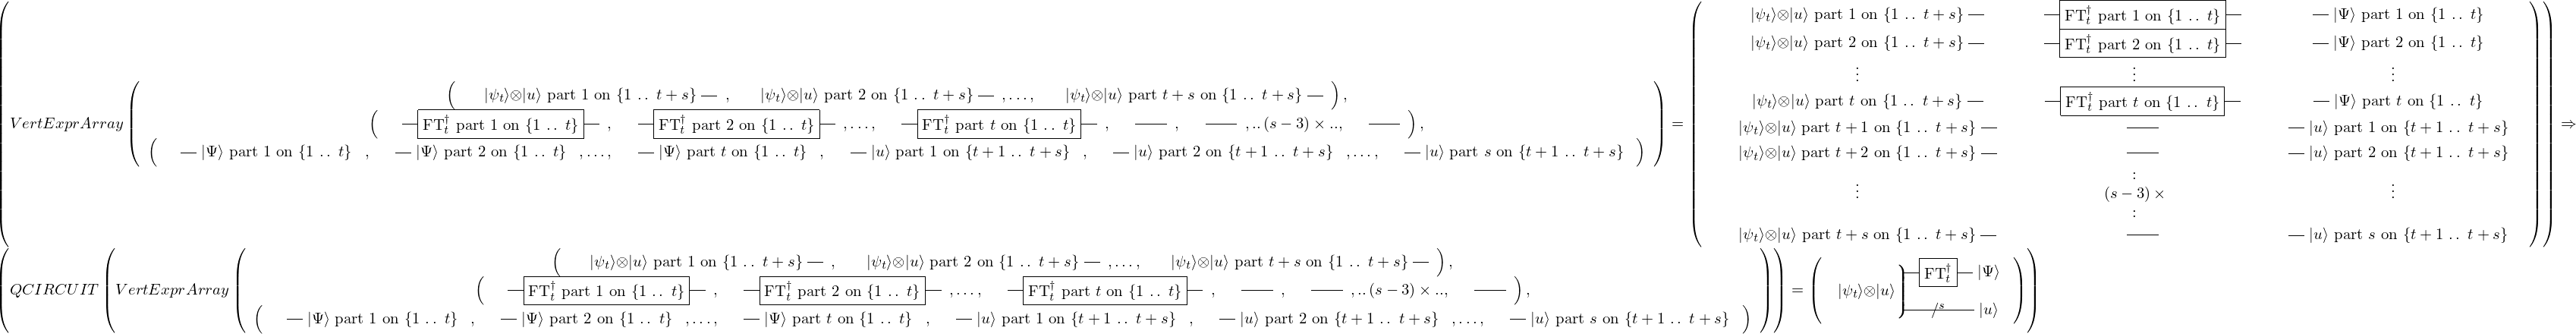 (|ψ_t⟩⊗|u⟩ part 1 on {1 .. t + s} — , |ψ_t⟩⊗|u⟩ part 2 on {1 .. t + s} — ,..., |ψ_t⟩⊗|u⟩ part t + s on {1 .. t + s} — ),
(VertExprArray ( ( — FT_t^† part 1 on {1 .. t} — , — FT_t^† part 2 on {1 .. t} — ,..., — FT_t^† part t on {1 .. t} — , — , — , ..(s − 3) × .., — ),
( — |Ψ⟩ part 1 on {1 .. t} , — |Ψ⟩ part 2 on {1 .. t} ,..., — |Ψ⟩ part t on {1 .. t} , — |u⟩ part 1 on {t + 1 .. t + s} , — |u⟩ part 2 on {t + 1 .. t + s} ,..., — |u⟩ part s on {t + 1 .. t + s} ) ) =
( |ψ_t⟩⊗|u⟩ part 1 on {1 .. t + s} — — FT_t^† part 1 on {1 .. t} — — |Ψ⟩ part 1 on {1 .. t}
|ψ_t⟩⊗|u⟩ part 2 on {1 .. t + s} — — FT_t^† part 2 on {1 .. t} — — |Ψ⟩ part 2 on {1 .. t}
⋮ ⋮ ⋮
|ψ_t⟩⊗|u⟩ part t on {1 .. t + s} — — FT_t^† part t on {1 .. t} — — |Ψ⟩ part t on {1 .. t}
|ψ_t⟩⊗|u⟩ part t + 1 on {1 .. t + s} — — — |u⟩ part 1 on {t + 1 .. t + s}
|ψ_t⟩⊗|u⟩ part t + 2 on {1 .. t + s} — — — |u⟩ part 2 on {t + 1 .. t + s}
⋮ : (s − 3) × : ⋮
|ψ_t⟩⊗|u⟩ part t + s on {1 .. t + s} — — — |u⟩ part s on {t + 1 .. t + s} ) ) ⇒
(|ψ_t⟩⊗|u⟩ part 1 on {1 .. t + s} — , |ψ_t⟩⊗|u⟩ part 2 on {1 .. t + s} — ,..., |ψ_t⟩⊗|u⟩ part t + s on {1 .. t + s} — ),
(QCIRCUIT (VertExprArray ( ( — FT_t^† part 1 on {1 .. t} — , — FT_t^† part 2 on {1 .. t} — ,..., — FT_t^† part t on {1 .. t} — , — , — , ..(s − 3) × .., — ),
( — |Ψ⟩ part 1 on {1 .. t} , — |Ψ⟩ part 2 on {1 .. t} ,..., — |Ψ⟩ part t on {1 .. t} , — |u⟩ part 1 on {t + 1 .. t + s} , — |u⟩ part 2 on {t + 1 .. t + s} ,..., — |u⟩ part s on {t + 1 .. t + s} ) ) ) =
( |ψ_t⟩⊗|u⟩ — FT_t^† — |Ψ⟩
/^s — |u⟩ ) )